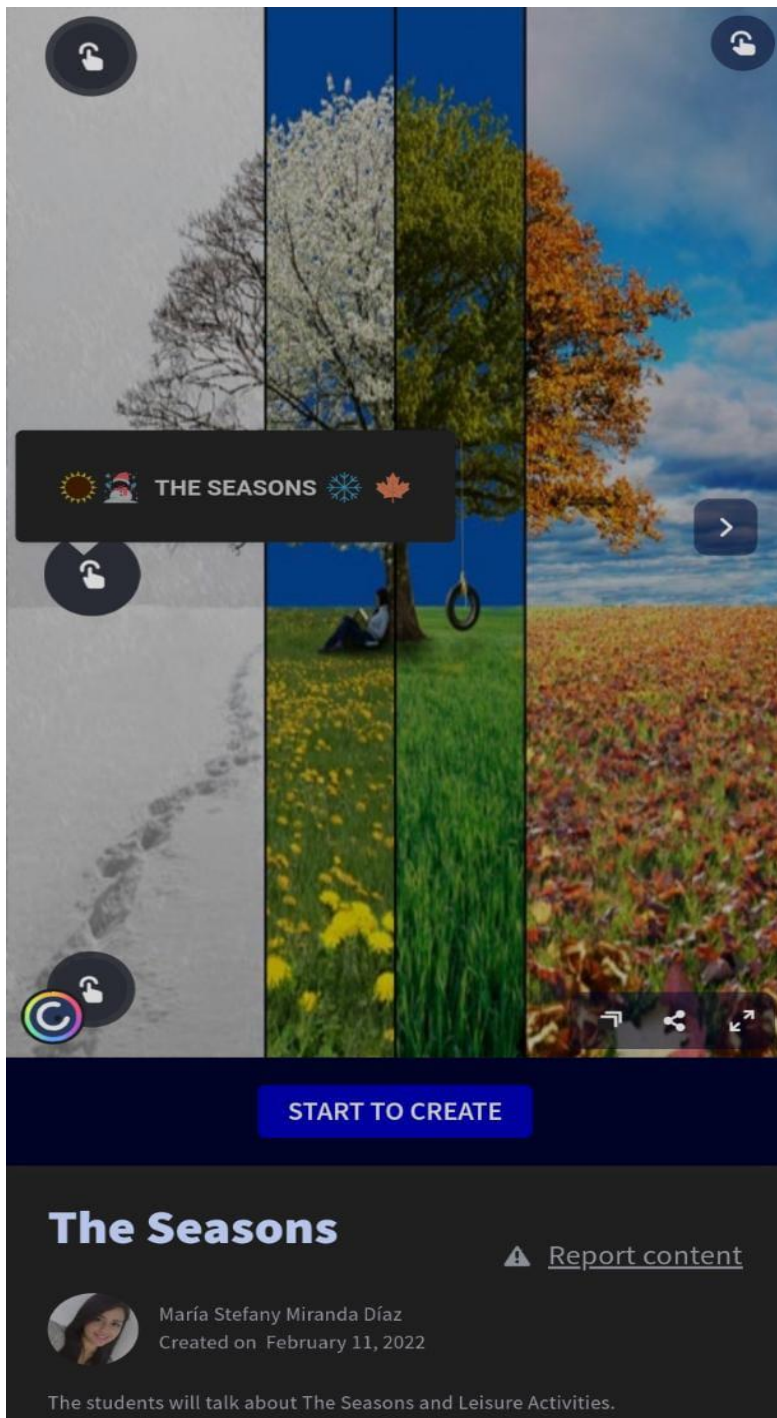 THE SEASONS
START TO CREATE
The Seasons
Report content
María Stefany Miranda Díaz
Created on February 11, 2022
The students will talk about The Seasons and Leisure Activities.